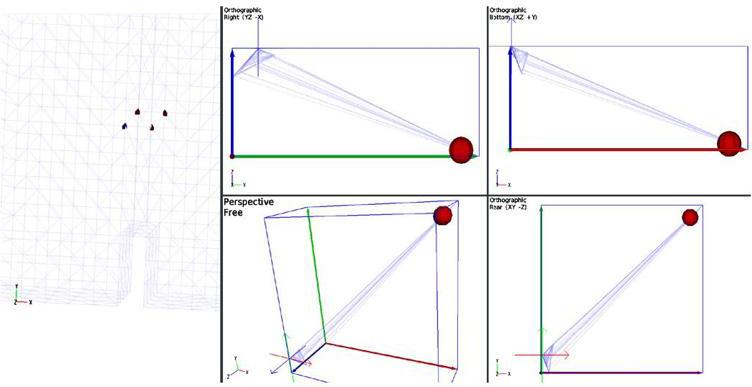 Orthographic
Right (YZ -X)
Orthographic
Bottom (XZ +Y)
Z
Y
Z
X
Perspective
Free
Orthographic
Rear (XY -Z)
Y
Z
X
Y
Z
X
Y
X